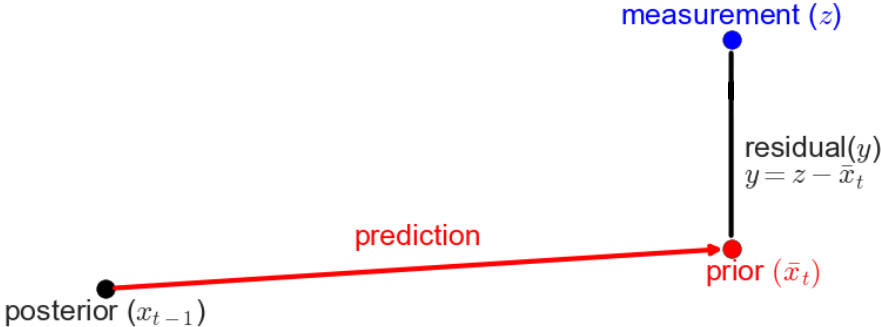 measurement (z)
residual(y)
y = z − x̄ₜ
prediction
prior (x̄ₜ)
posterior (xₜ₋₁)